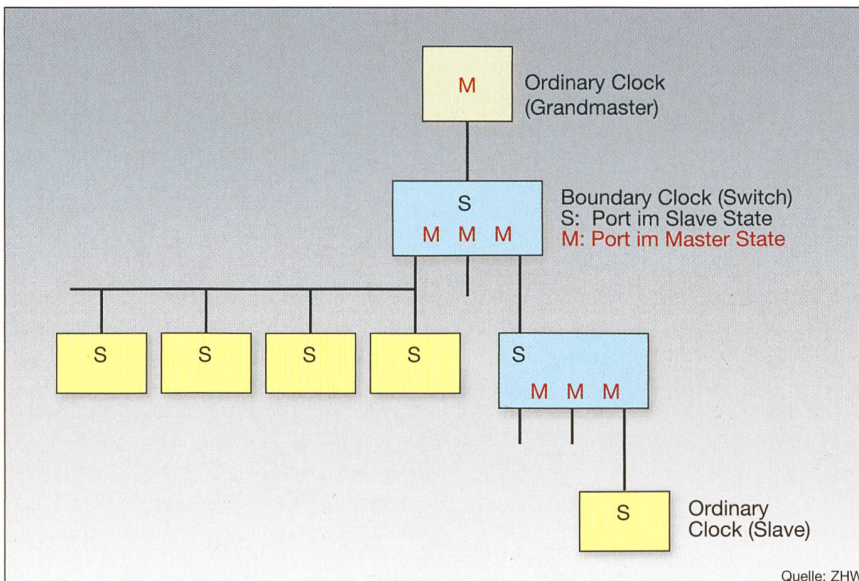 M
Ordinary Clock
(Grandmaster)
S
M M M
Boundary Clock (Switch)
S: Port im Slave State
M: Port im Master State
S
S
S
S
S
M M M
S
Ordinary
Clock (Slave)
Quelle: ZHW